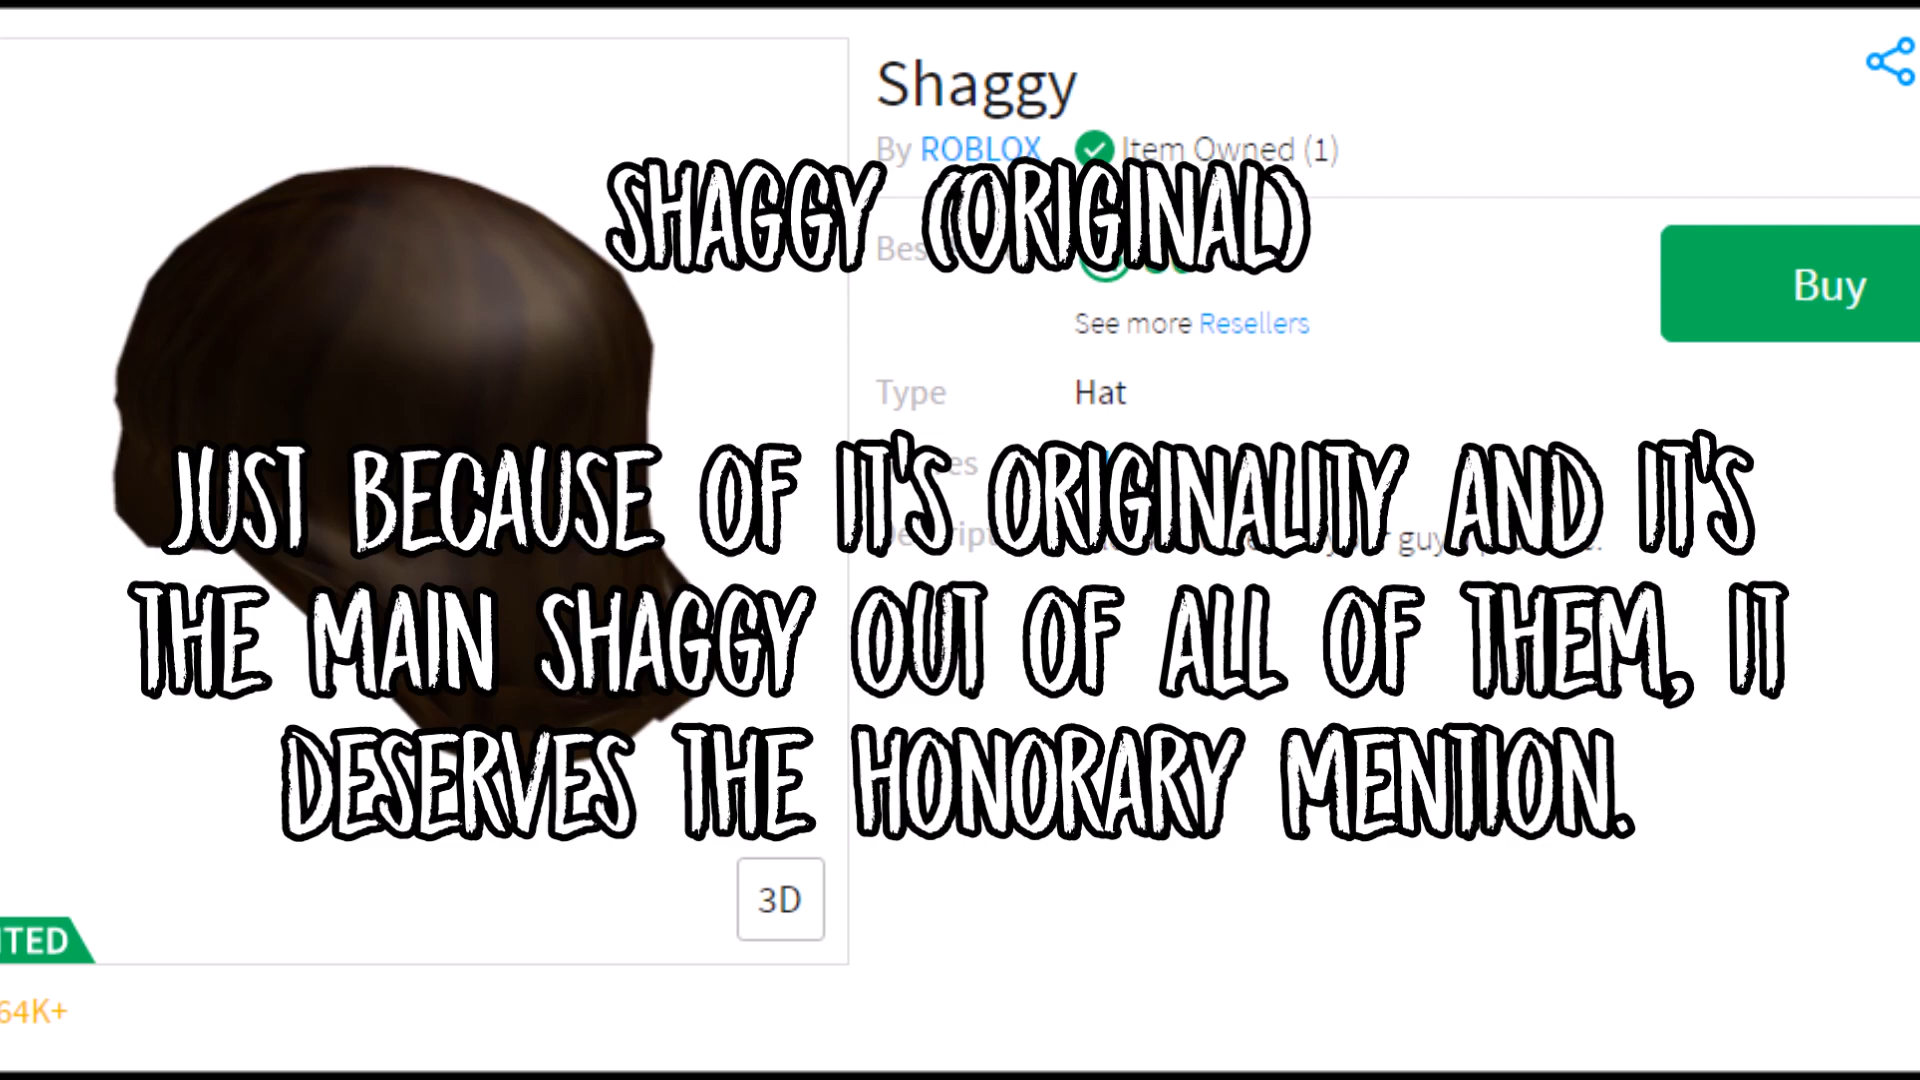 Shaggy
By ROBLOX Item Owned (1)
SHAGGY (ORIGINAL)
Buy
See more Resellers
Type Hat
JUST BECAUSE OF IT'S ORIGINALITY AND IT'S
THE MAIN SHAGGY OUT OF ALL OF THEM, IT
DESERVES THE HONORARY MENTION.
3D
ITED
64K+